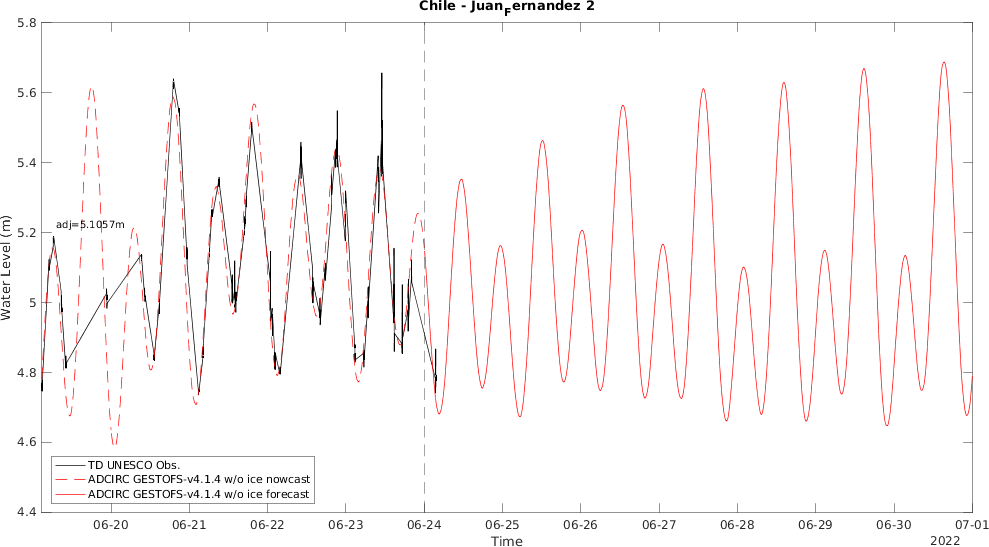 Chile - Juan_Fernandez 2
5.8
5.6
5.4
5.2
5
4.8
4.6
4.4
Water Level (m)
adj=5.1057m
TD UNESCO Obs.
ADCIRC GESTOFS-v4.1.4 w/o ice nowcast
ADCIRC GESTOFS-v4.1.4 w/o ice forecast
06-20 06-21 06-22 06-23 06-24 06-25 06-26 06-27 06-28 06-29 06-30 07-01
Time
2022